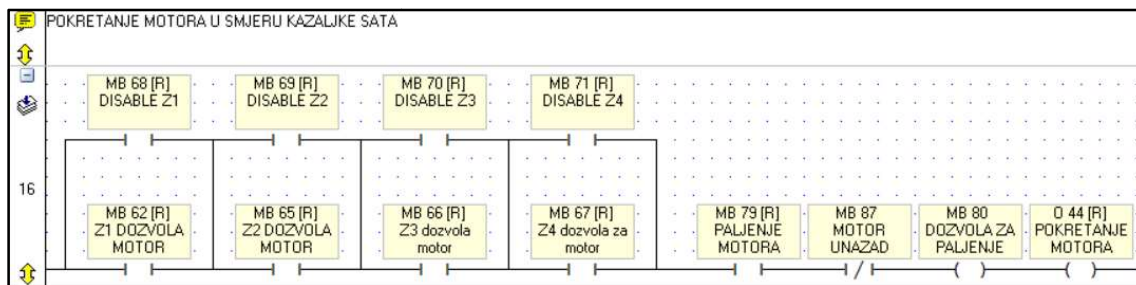 POKRETANJE MOTORA U SMJERU KAZALJKE SATA
MB 68 [R]
DISABLE Z1
MB 69 [R]
DISABLE Z2
MB 70 [R]
DISABLE Z3
MB 71 [R]
DISABLE Z4
16
MB 62 [R]
Z1 DOZVOLA
MOTOR
MB 65 [R]
Z2 DOZVOLA
MOTOR
MB 66 [R]
Z3 dozvola
motor
MB 67 [R]
Z4 dozvola za
motor
MB 79 [R]
PALJENJE
MOTORA
MB 87
MOTOR
UNAZAD
MB 80
DOZVOLA ZA
PALJENJE
O 44 [R]
POKRETANJE
MOTORA